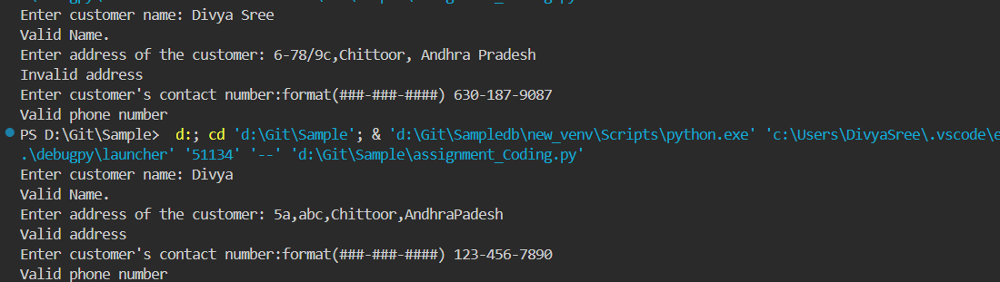 Enter customer name: Divya Sree
Valid Name.
Enter address of the customer: 6-78/9c,Chittoor, Andhra Pradesh
Invalid address
Enter customer's contact number:format(###-###-####) 630-187-9087
Valid phone number
PS D:\Git\Sample>  d:; cd 'd:\Git\Sample'; & 'd:\Git\Sampledb\new_venv\Scripts\python.exe' 'c:\Users\DivyaSree\.vscode\e
.\debugpy\launcher' '51134' '--' 'd:\Git\Sample\assignment_Coding.py'
Enter customer name: Divya
Valid Name.
Enter address of the customer: 5a,abc,Chittoor,AndhraPadesh
Valid address
Enter customer's contact number:format(###-###-####) 123-456-7890
Valid phone number